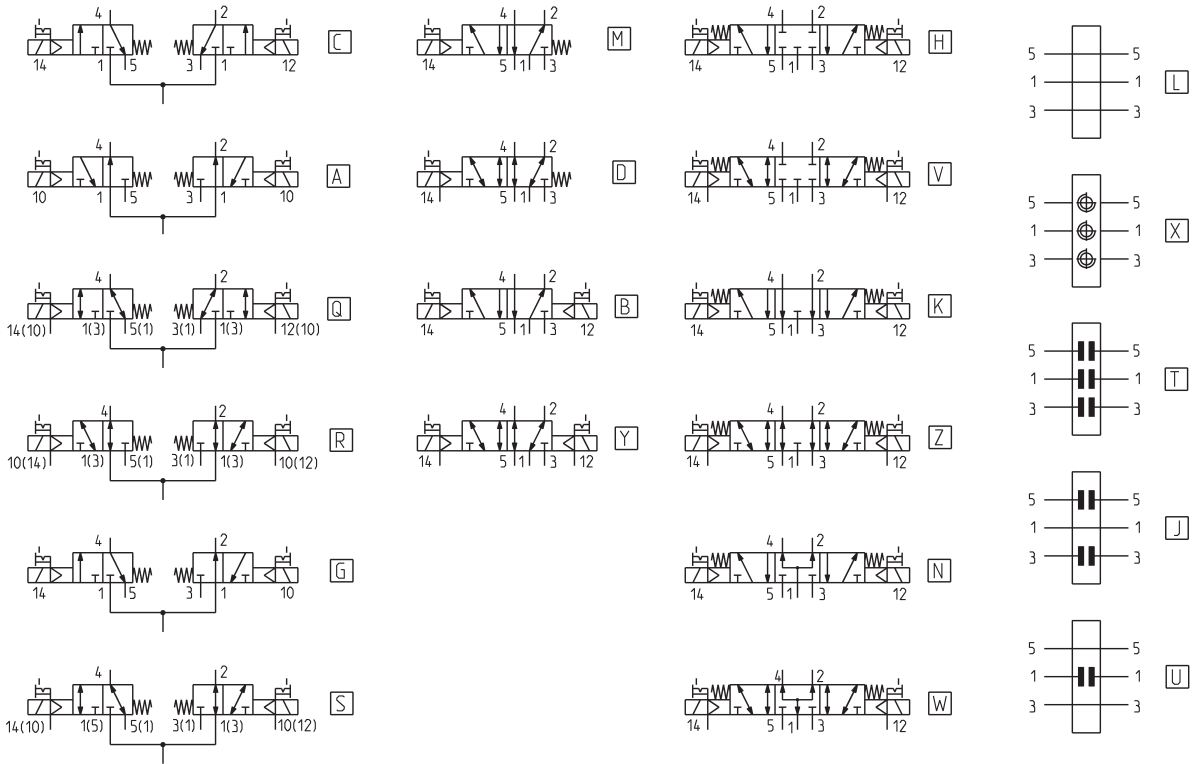 4 2 C
14 1 5 3 1 12
4 2 A
10 1 5 3 1 10
4 2 Q
14(10) 1(3) 5(1) 3(1) 1(3) 12(10)
4 2 R
10(14) 1(3) 5(1) 3(1) 1(3) 10(12)
4 2 G
14 1 5 3 1 10
4 2 S
14(10) 1(5) 5(1) 3(1) 1(3) 10(12)
4 2 M
14 5 1 3
4 2 D
14 5 1 3
4 2 B
14 5 1 3 12
4 2 Y
14 5 1 3 12
4 2 H
14 5 1 3 12
4 2 V
14 5 1 3 12
4 2 K
14 5 1 3 12
4 2 Z
14 5 1 3 12
4 2 N
14 5 1 3 12
4 2 W
14 5 1 3 12
5 5
1 1 L
3 3
5 5
1 1 X
3 3
5 5
1 1 T
3 3
5 5
1 1 J
3 3
5 5
1 1 U
3 3